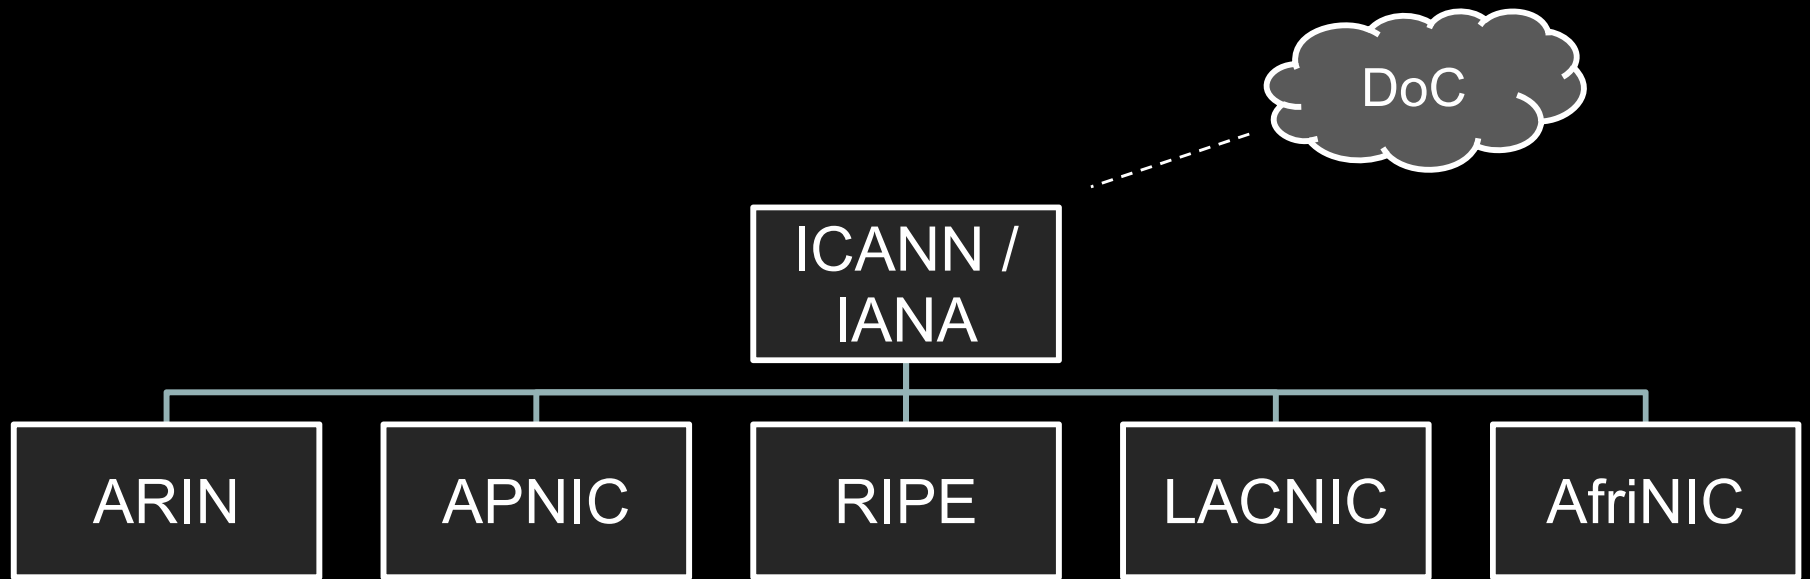 DoC
ICANN /
IANA
ARIN
APNIC
RIPE
LACNIC
AfriNIC